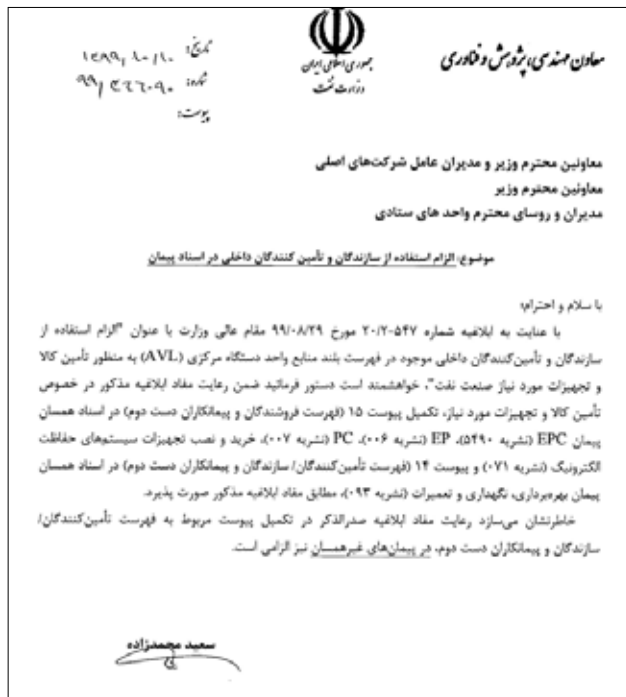 معاون مهندسی، پژوهش و فناوری
جمهوری اسلامی ایران
وزارت نفت
تاریخ: ۱۳۹۹/۱۰/۱۰
شماره:
پیوست:
معاونین محترم وزیر و مدیران عامل شرکت‌های اصلی
معاونین محترم وزیر
مدیران و روسای محترم واحد های ستادی
موضوع: الزام استفاده از سازندگان و تأمین کنندگان داخلی در اسناد پیمان
با سلام و احترام؛
با عنایت به ابلاغیه شماره ۵۴۷-۲۰/۲ مورخ ۹۹/۰۸/۲۹ مقام عالی وزارت با عنوان "الزام استفاده از
سازندگان و تأمین‌کنندگان داخلی موجود در فهرست بلند منابع واحد دستگاه مرکزی (AVL) به منظور تأمین کالا
و تجهیزات مورد نیاز صنعت نفت"، خواهشمند است دستور فرمائید ضمن رعایت مفاد ابلاغیه مذکور در خصوص
تأمین کالا و تجهیزات مورد نیاز، تکمیل پیوست ۱۵ (فهرست فروشندگان و پیمانکاران دست دوم) در اسناد همسان
پیمان EPC (نشریه ۵۴۹۰)، EP (نشریه ۰۰۶)، PC (نشریه ۰۰۷)، خرید و نصب تجهیزات سیستم‌های حفاظت
الکترونیک (نشریه ۰۷۱) و پیوست ۱۴ (فهرست تأمین‌کنندگان/ سازندگان و پیمانکاران دست دوم) در اسناد همسان
پیمان بهره‌برداری، نگهداری و تعمیرات (نشریه ۰۹۳)، مطابق مفاد ابلاغیه مذکور صورت پذیرد.
خاطرنشان می‌سازد رعایت مفاد ابلاغیه صدرالذکر در تکمیل پیوست مربوط به فهرست تأمین‌کنندگان/
سازندگان و پیمانکاران دست دوم، در پیمان‌های غیرهمسان نیز الزامی است.
سعید محمدزاده